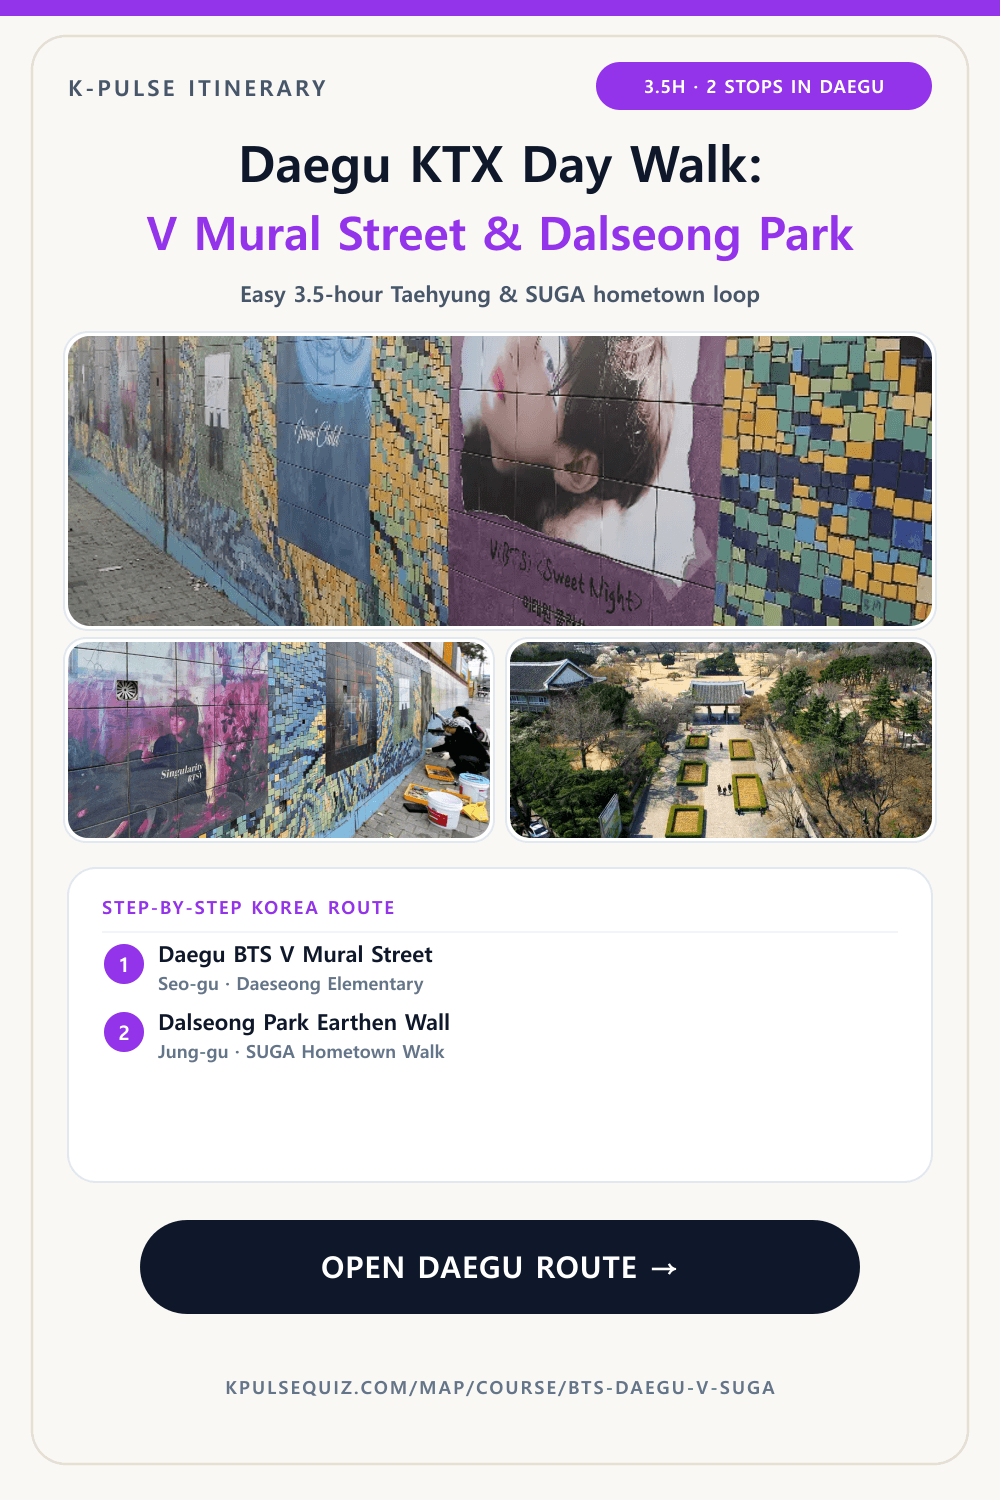 K-PULSE ITINERARY
3.5H · 2 STOPS IN DAEGU
Daegu KTX Day Walk:
V Mural Street & Dalseong Park
Easy 3.5-hour Taehyung & SUGA hometown loop
V(BTS) <Sweet Night>
Singularity
BTS
STEP-BY-STEP KOREA ROUTE
1 Daegu BTS V Mural Street
Seo-gu · Daeseong Elementary
2 Dalseong Park Earthen Wall
Jung-gu · SUGA Hometown Walk
OPEN DAEGU ROUTE →
KPULSEQUIZ.COM/MAP/COURSE/BTS-DAEGU-V-SUGA